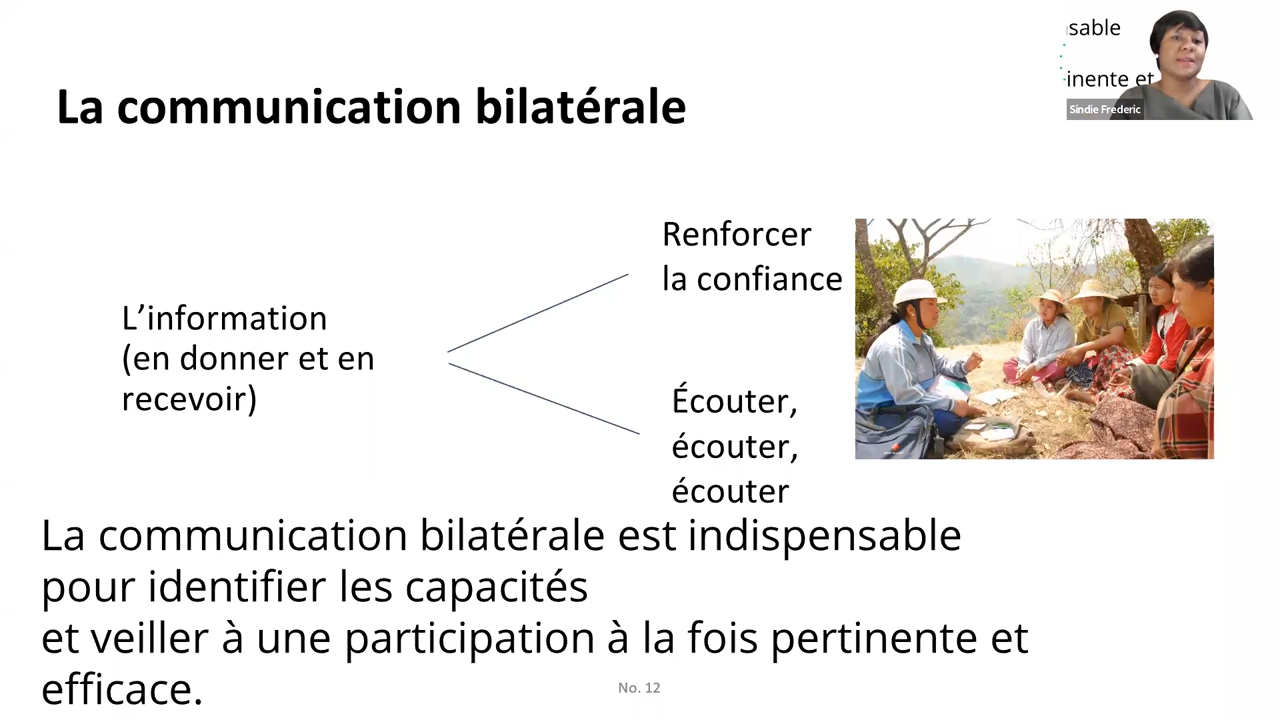 La communication bilatérale
nsable
inente et
Sindie Frederic
L’information
(en donner et en
recevoir)
Renforcer
la confiance
Écouter,
écouter,
écouter
La communication bilatérale est indispensable
pour identifier les capacités
et veiller à une participation à la fois pertinente et
efficace.
No. 12